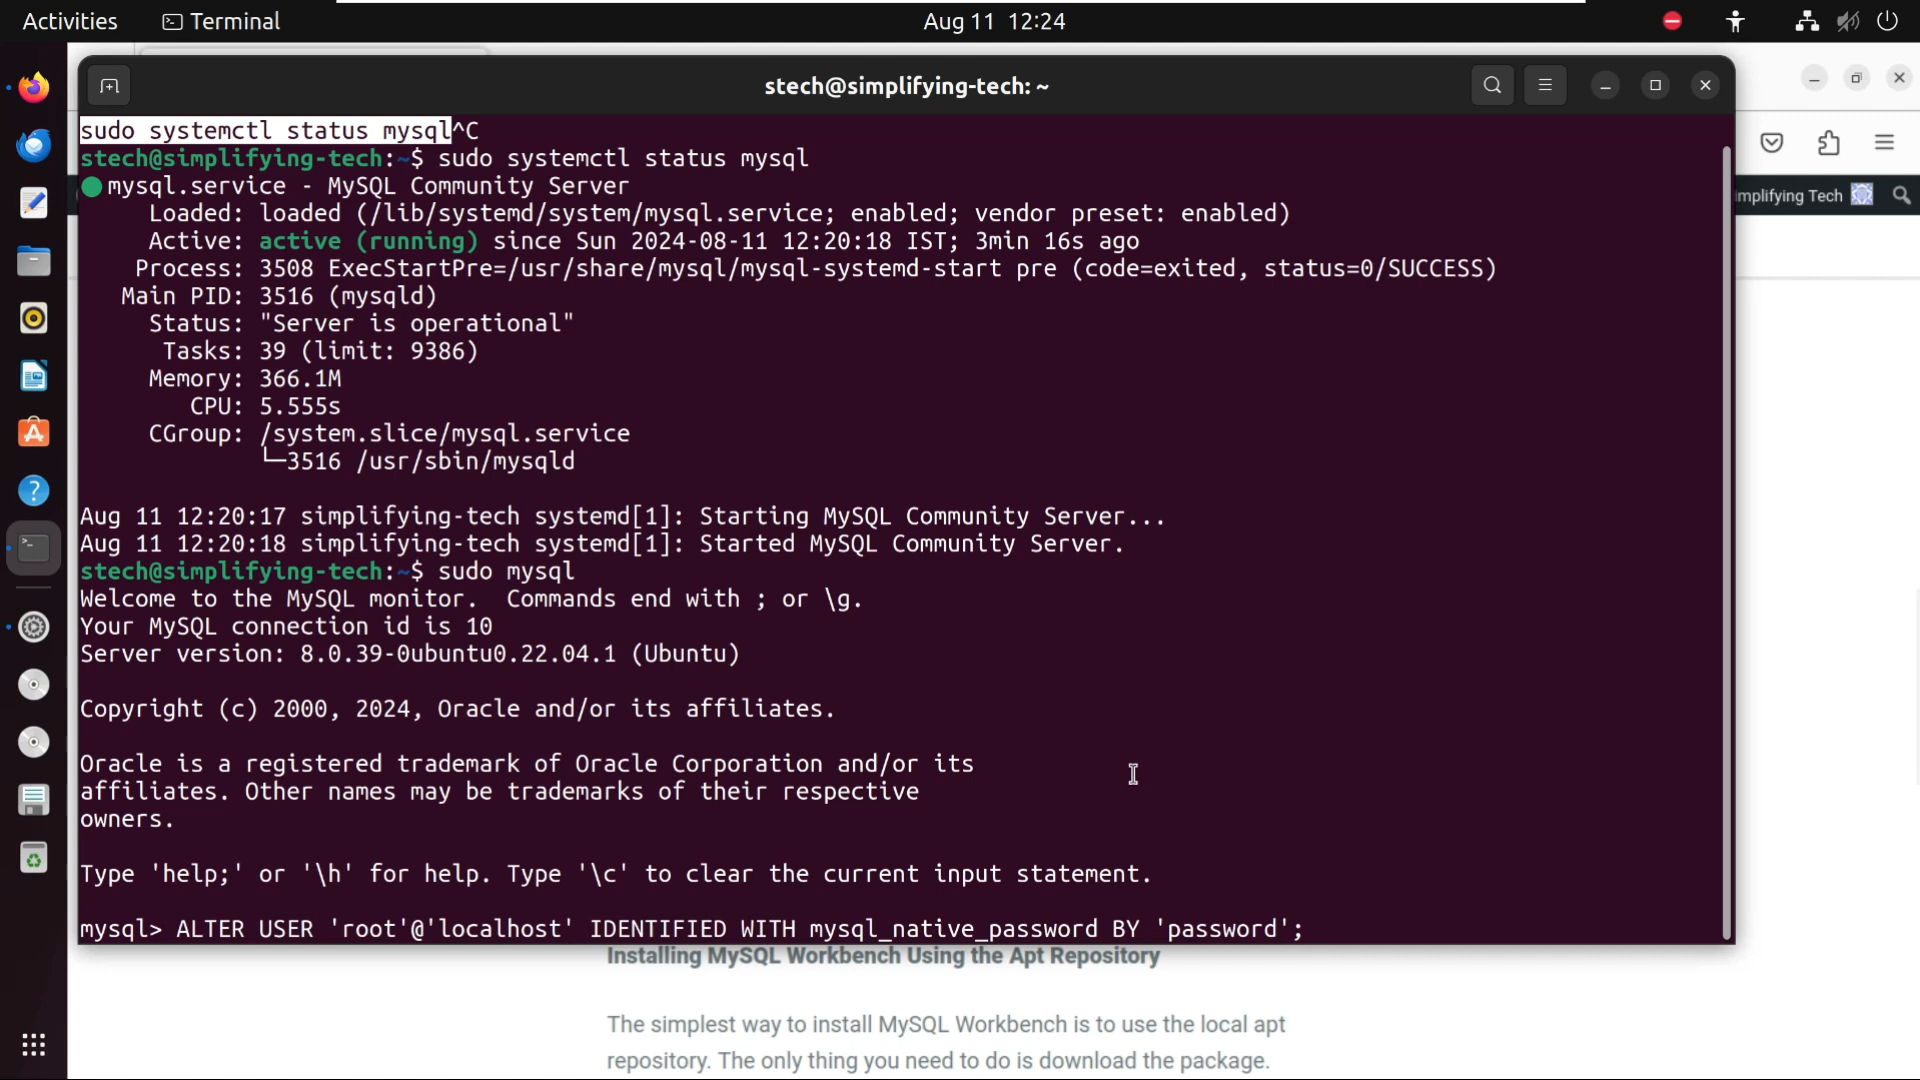 Activities
Terminal
Aug 11 12:24
stech@simplifying-tech: ~
sudo systemctl status mysql^C
stech@simplifying-tech:~$ sudo systemctl status mysql
mysql.service - MySQL Community Server
Loaded: loaded (/lib/systemd/system/mysql.service; enabled; vendor preset: enabled)
Active: active (running) since Sun 2024-08-11 12:20:18 IST; 3min 16s ago
Process: 3508 ExecStartPre=/usr/share/mysql/mysql-systemd-start pre (code=exited, status=0/SUCCESS)
Main PID: 3516 (mysqld)
Status: "Server is operational"
Tasks: 39 (limit: 9386)
Memory: 366.1M
CPU: 5.555s
CGroup: /system.slice/mysql.service
└─3516 /usr/sbin/mysqld
Aug 11 12:20:17 simplifying-tech systemd[1]: Starting MySQL Community Server...
Aug 11 12:20:18 simplifying-tech systemd[1]: Started MySQL Community Server.
stech@simplifying-tech:~$ sudo mysql
Welcome to the MySQL monitor.  Commands end with ; or \g.
Your MySQL connection id is 10
Server version: 8.0.39-0ubuntu0.22.04.1 (Ubuntu)
Copyright (c) 2000, 2024, Oracle and/or its affiliates.
Oracle is a registered trademark of Oracle Corporation and/or its
affiliates. Other names may be trademarks of their respective
owners.
Type 'help;' or '\h' for help. Type '\c' to clear the current input statement.
mysql> ALTER USER 'root'@'localhost' IDENTIFIED WITH mysql_native_password BY 'password';
implifying Tech
Installing MySQL Workbench Using the Apt Repository
The simplest way to install MySQL Workbench is to use the local apt
repository. The only thing you need to do is download the package.